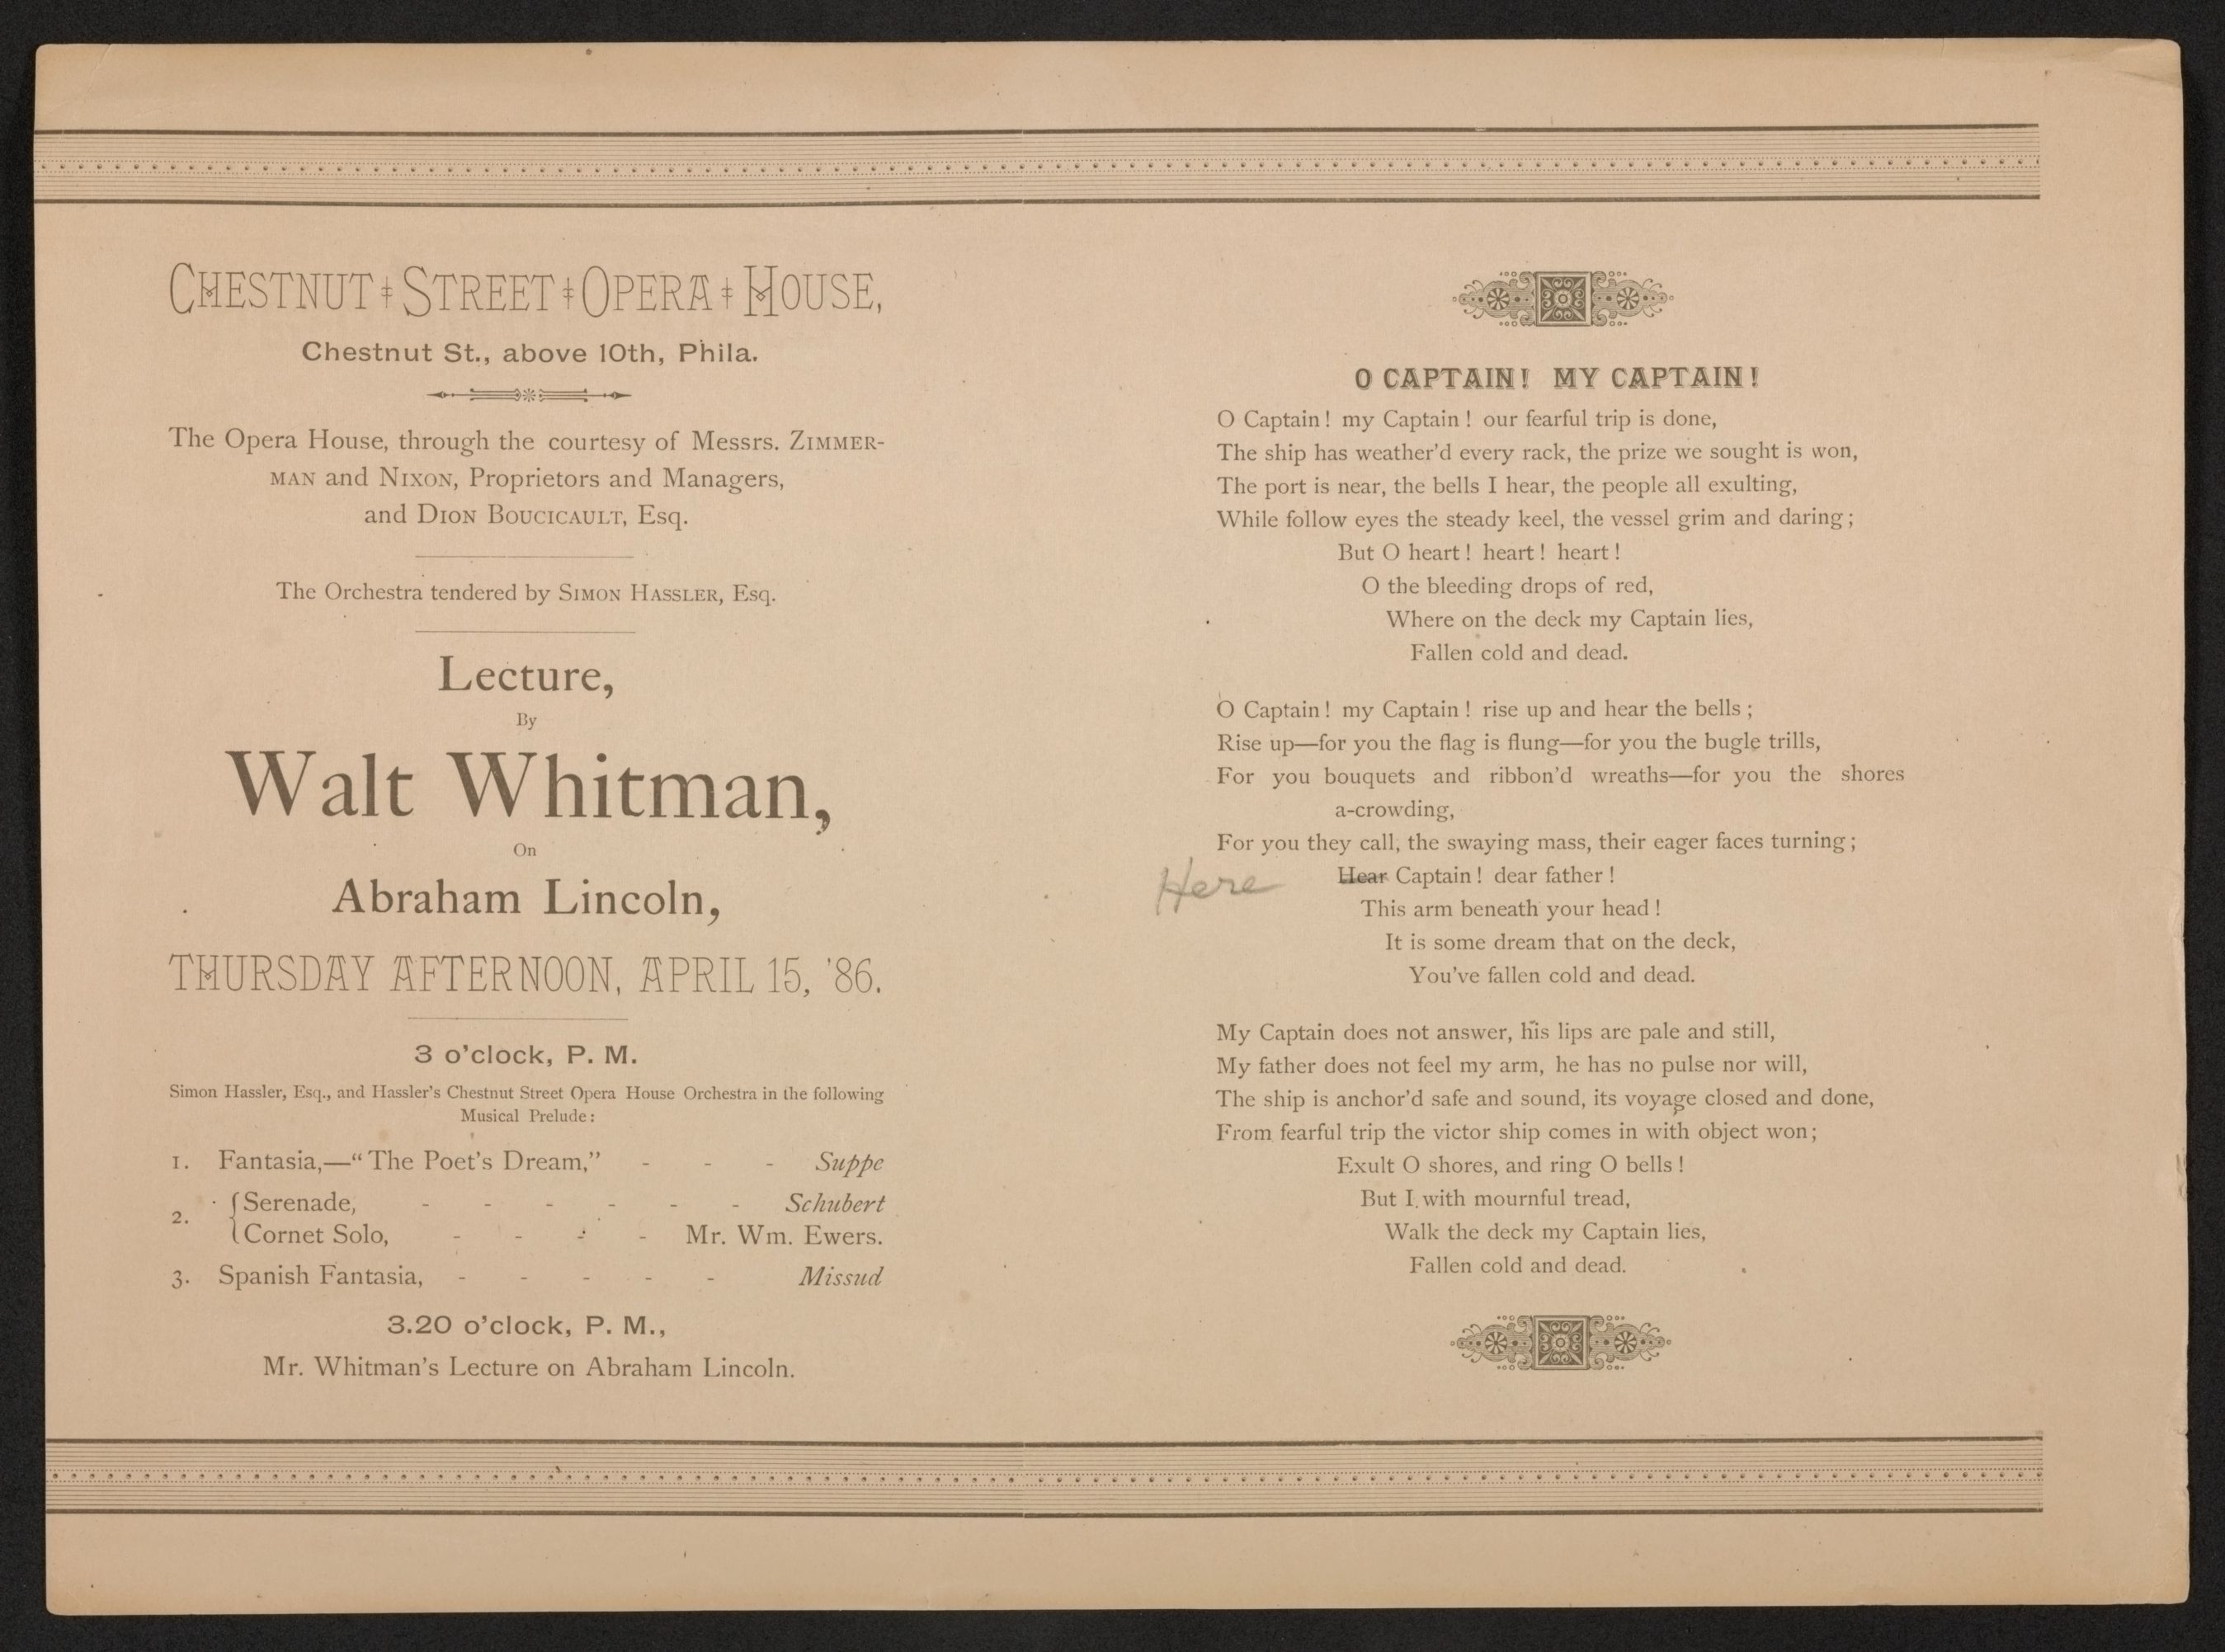 CHESTNUT STREET OPERA HOUSE,
Chestnut St., above 10th, Phila.
The Opera House, through the courtesy of Messrs. ZIMMER-
MAN and NIXON, Proprietors and Managers,
and DION BOUCICAULT, Esq.
The Orchestra tendered by SIMON HASSLER, Esq.
Lecture,
By
Walt Whitman,
On
Abraham Lincoln,
THURSDAY AFTERNOON, APRIL 15, '86.
3 o'clock, P. M.
Simon Hassler, Esq., and Hassler's Chestnut Street Opera House Orchestra in the following
Musical Prelude:
1. Fantasia,—“The Poet's Dream,” - - - Suppe
2. { Serenade, - - - - - - Schubert
Cornet Solo, - - - - Mr. Wm. Ewers.
3. Spanish Fantasia, - - - - - Missud
3.20 o'clock, P. M.,
Mr. Whitman's Lecture on Abraham Lincoln.
O CAPTAIN! MY CAPTAIN!
O Captain! my Captain! our fearful trip is done,
The ship has weather'd every rack, the prize we sought is won,
The port is near, the bells I hear, the people all exulting,
While follow eyes the steady keel, the vessel grim and daring;
But O heart! heart! heart!
O the bleeding drops of red,
Where on the deck my Captain lies,
Fallen cold and dead.
O Captain! my Captain! rise up and hear the bells;
Rise up—for you the flag is flung—for you the bugle trills,
For you bouquets and ribbon'd wreaths—for you the shores
a-crowding,
For you they call, the swaying mass, their eager faces turning;
Here Hear Captain! dear father!
This arm beneath your head!
It is some dream that on the deck,
You've fallen cold and dead.
My Captain does not answer, his lips are pale and still,
My father does not feel my arm, he has no pulse nor will,
The ship is anchor'd safe and sound, its voyage closed and done,
From fearful trip the victor ship comes in with object won;
Exult O shores, and ring O bells!
But I with mournful tread,
Walk the deck my Captain lies,
Fallen cold and dead.